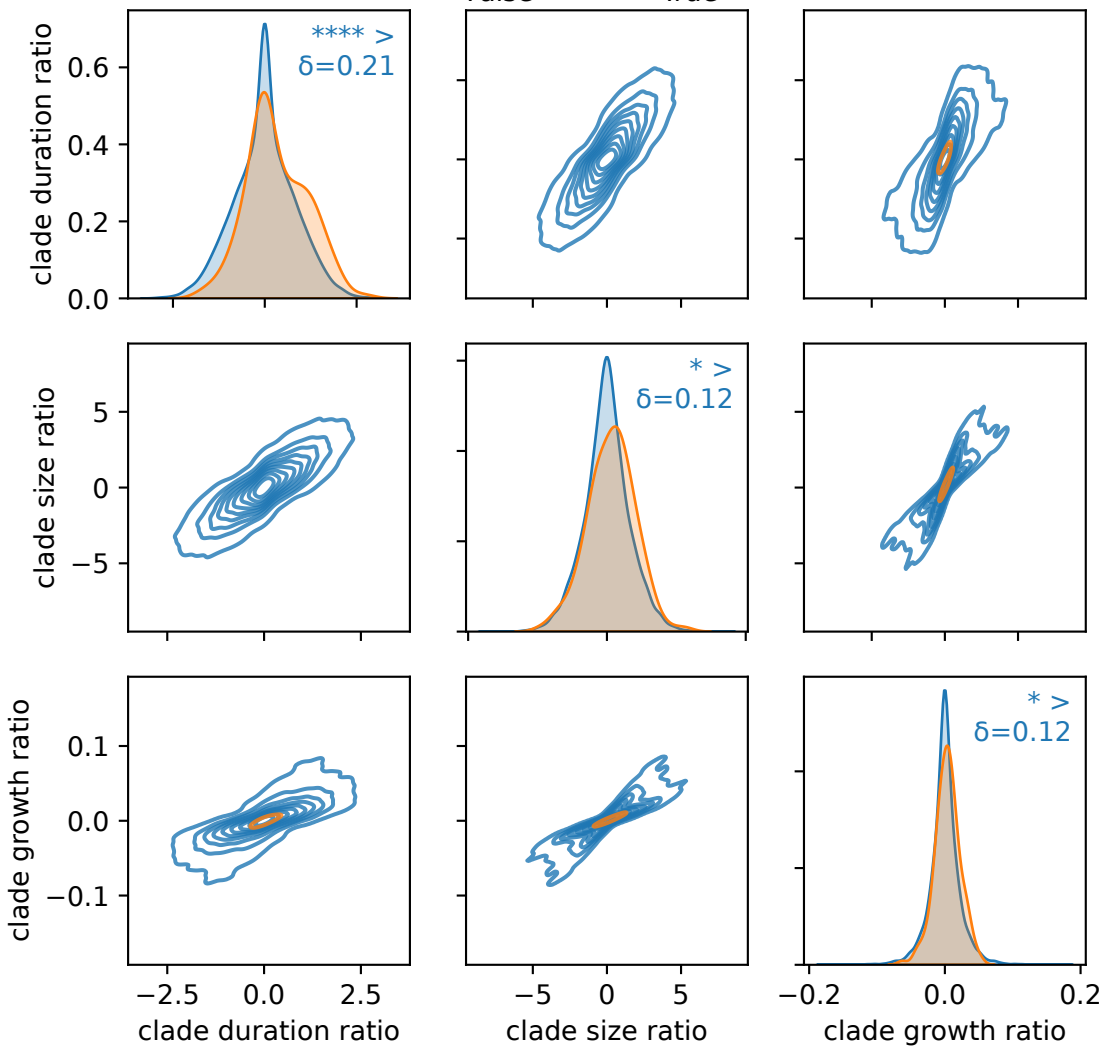 clade duration ratio
0.6
0.4
0.2
0.0
**** >
δ=0.21
clade size ratio
5
0
−5
* >
δ=0.12
clade growth ratio
0.1
0.0
−0.1
* >
δ=0.12
−2.5 0.0 2.5
−5 0 5
−0.2 0.0 0.2
clade duration ratio
clade size ratio
clade growth ratio